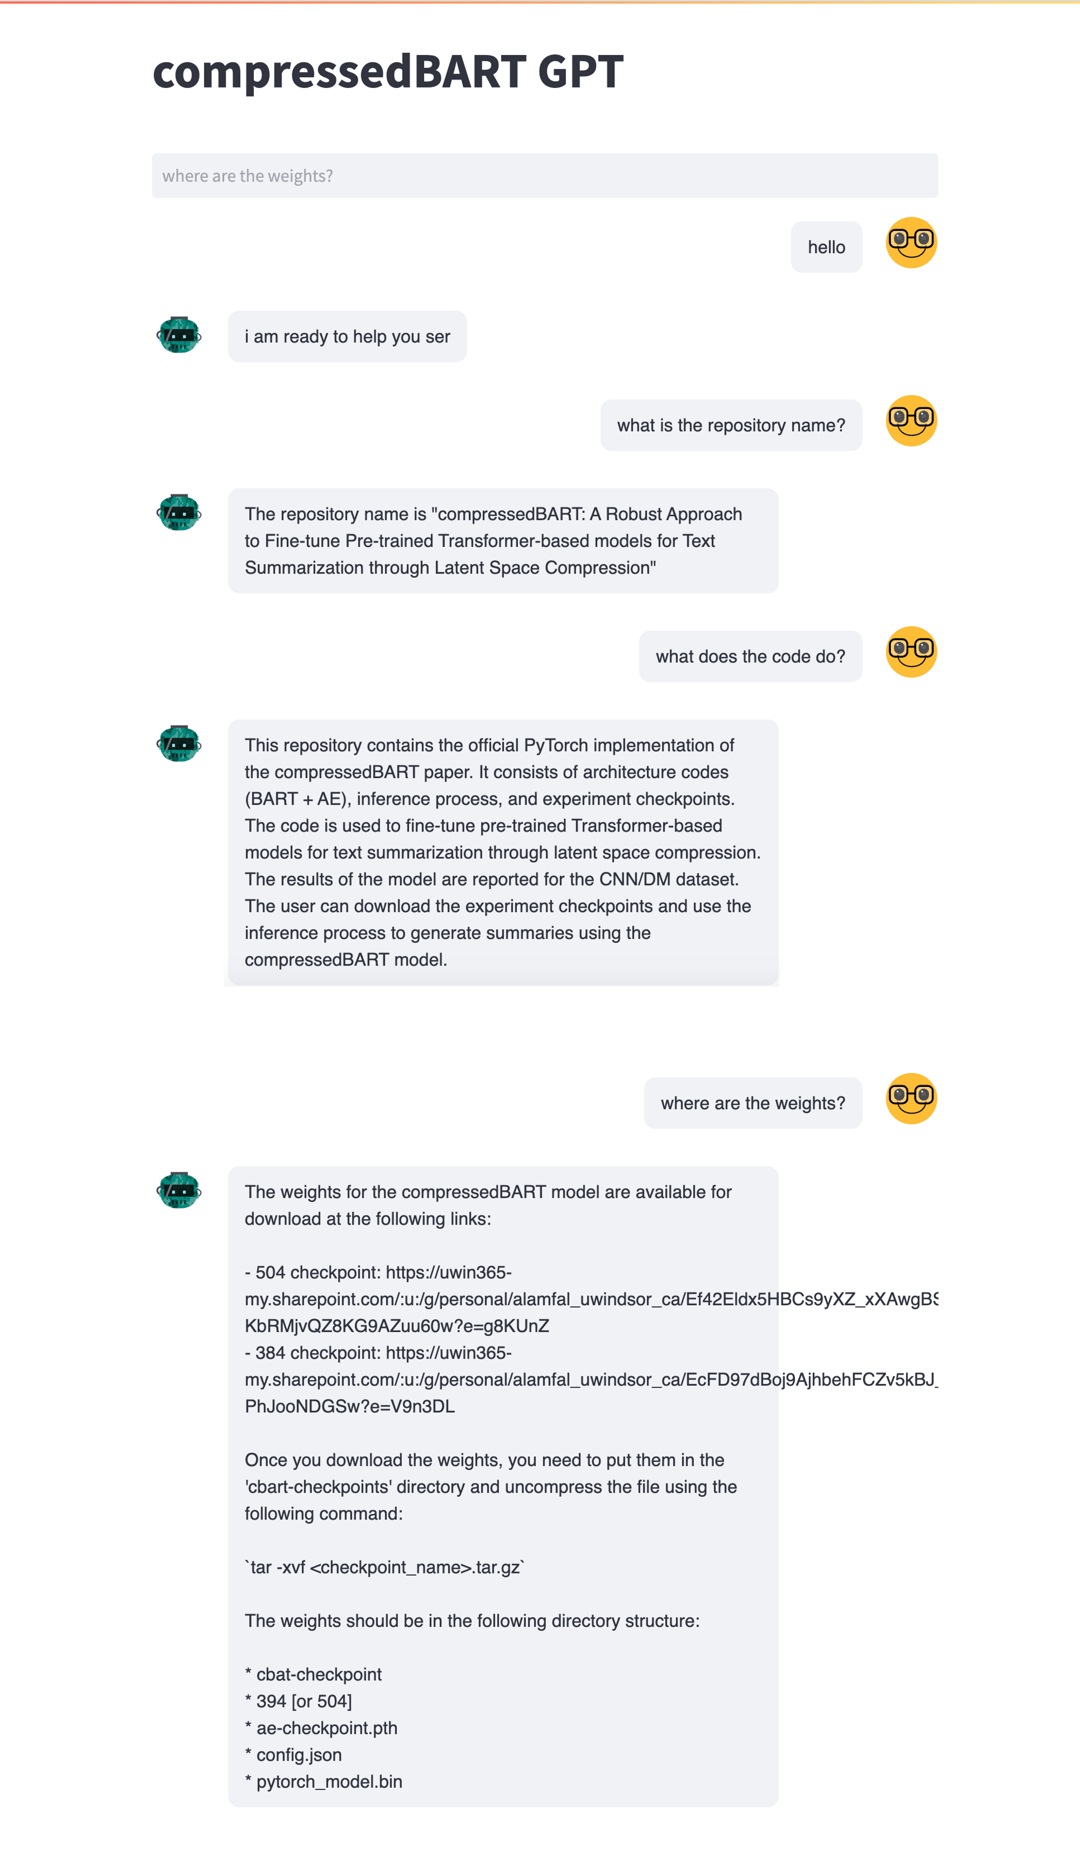 compressedBART GPT
where are the weights?
hello
i am ready to help you ser
what is the repository name?
The repository name is "compressedBART: A Robust Approach
to Fine-tune Pre-trained Transformer-based models for Text
Summarization through Latent Space Compression"
what does the code do?
This repository contains the official PyTorch implementation of
the compressedBART paper. It consists of architecture codes
(BART + AE), inference process, and experiment checkpoints.
The code is used to fine-tune pre-trained Transformer-based
models for text summarization through latent space compression.
The results of the model are reported for the CNN/DM dataset.
The user can download the experiment checkpoints and use the
inference process to generate summaries using the
compressedBART model.
where are the weights?
The weights for the compressedBART model are available for
download at the following links:
- 504 checkpoint: https://uwin365-
my.sharepoint.com/:u:/g/personal/alamfal_uwindsor_ca/Ef42Eldx5HBCs9yXZ_xXAwgBS
KbRMjvQZ8KG9AZuu60w?e=g8KUnZ
- 384 checkpoint: https://uwin365-
my.sharepoint.com/:u:/g/personal/alamfal_uwindsor_ca/EcFD97dBoj9AjhbehFCZv5kBJ_
PhJooNDGSw?e=V9n3DL
Once you download the weights, you need to put them in the
'cbart-checkpoints' directory and uncompress the file using the
following command:
`tar -xvf <checkpoint_name>.tar.gz`
The weights should be in the following directory structure:
* cbat-checkpoint
* 394 [or 504]
* ae-checkpoint.pth
* config.json
* pytorch_model.bin